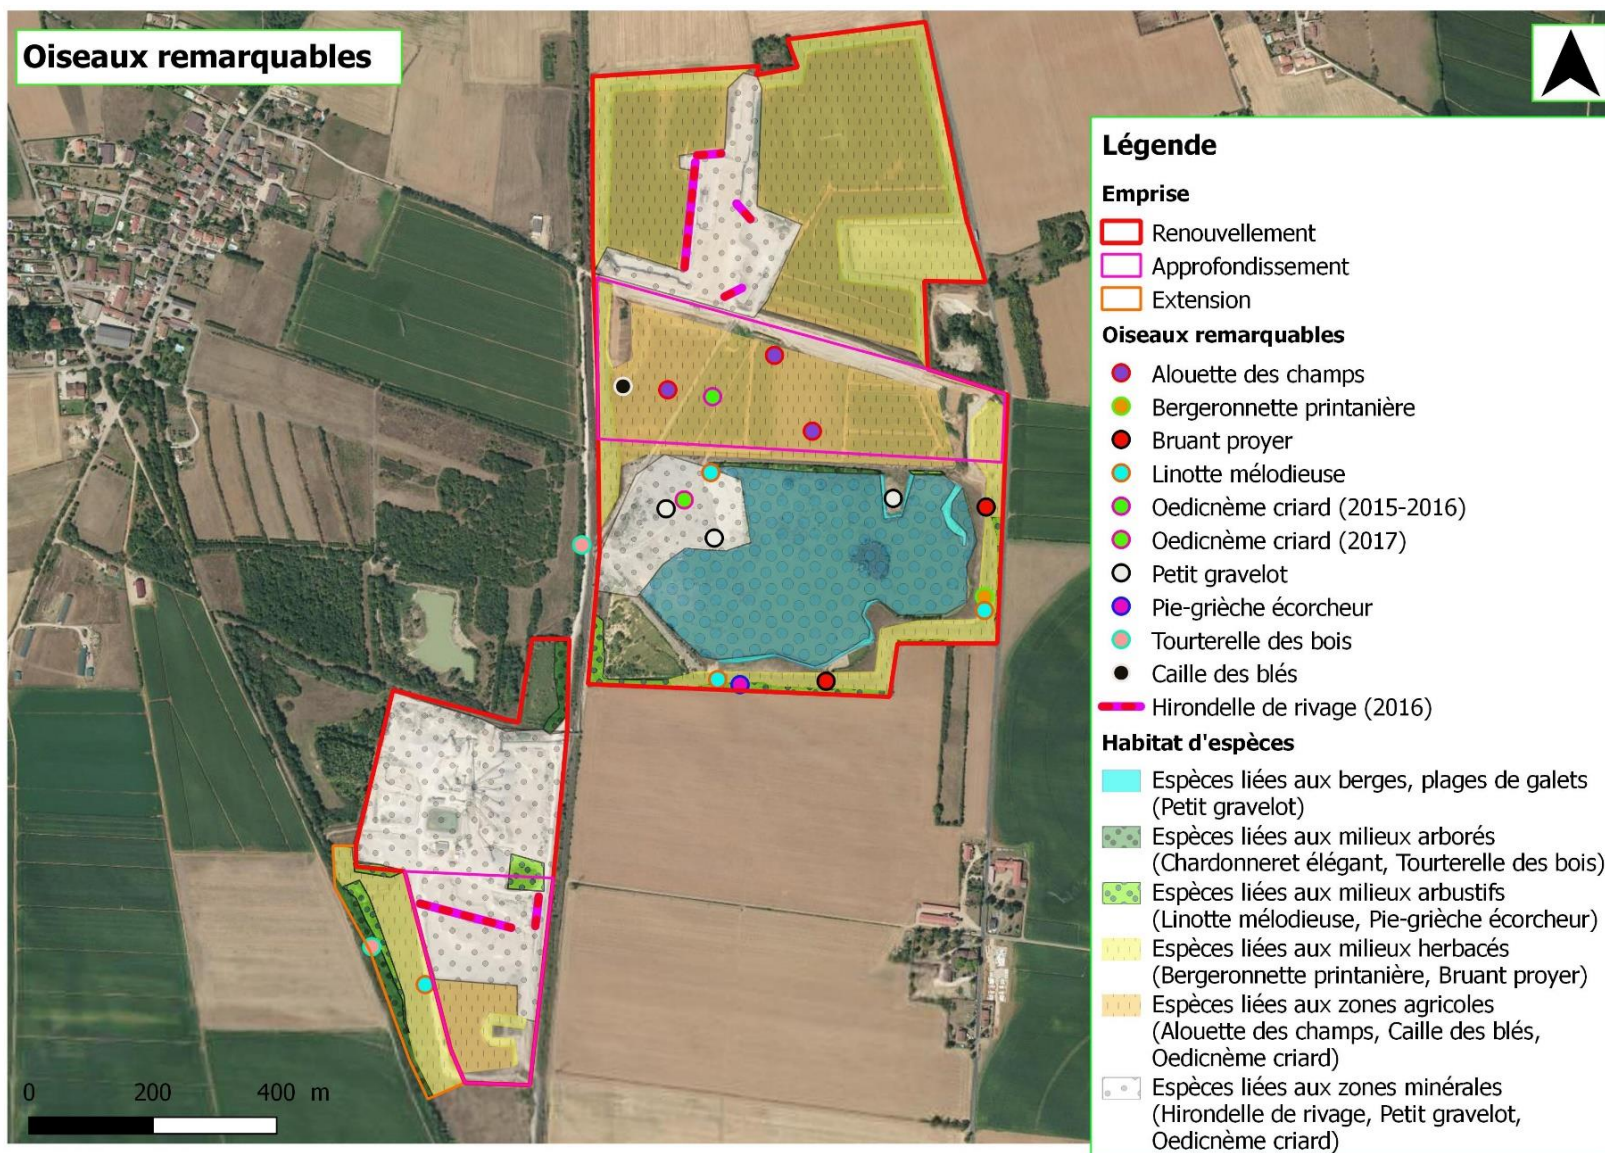 Oiseaux remarquables
Légende
Emprise
Renouvellement
Approfondissement
Extension
Oiseaux remarquables
Alouette des champs
Bergeronnette printanière
Bruant proyer
Linotte mélodieuse
Oedicnème criard (2015-2016)
Oedicnème criard (2017)
Petit gravelot
Pie-grièche écorcheur
Tourterelle des bois
Caille des blés
Hirondelle de rivage (2016)
Habitat d'espèces
Espèces liées aux berges, plages de galets
(Petit gravelot)
Espèces liées aux milieux arborés
(Chardonneret élégant, Tourterelle des bois)
Espèces liées aux milieux arbustifs
(Linotte mélodieuse, Pie-grièche écorcheur)
Espèces liées aux milieux herbacés
(Bergeronnette printanière, Bruant proyer)
Espèces liées aux zones agricoles
(Alouette des champs, Caille des blés,
Oedicnème criard)
Espèces liées aux zones minérales
(Hirondelle de rivage, Petit gravelot,
Oedicnème criard)
0 200 400 m